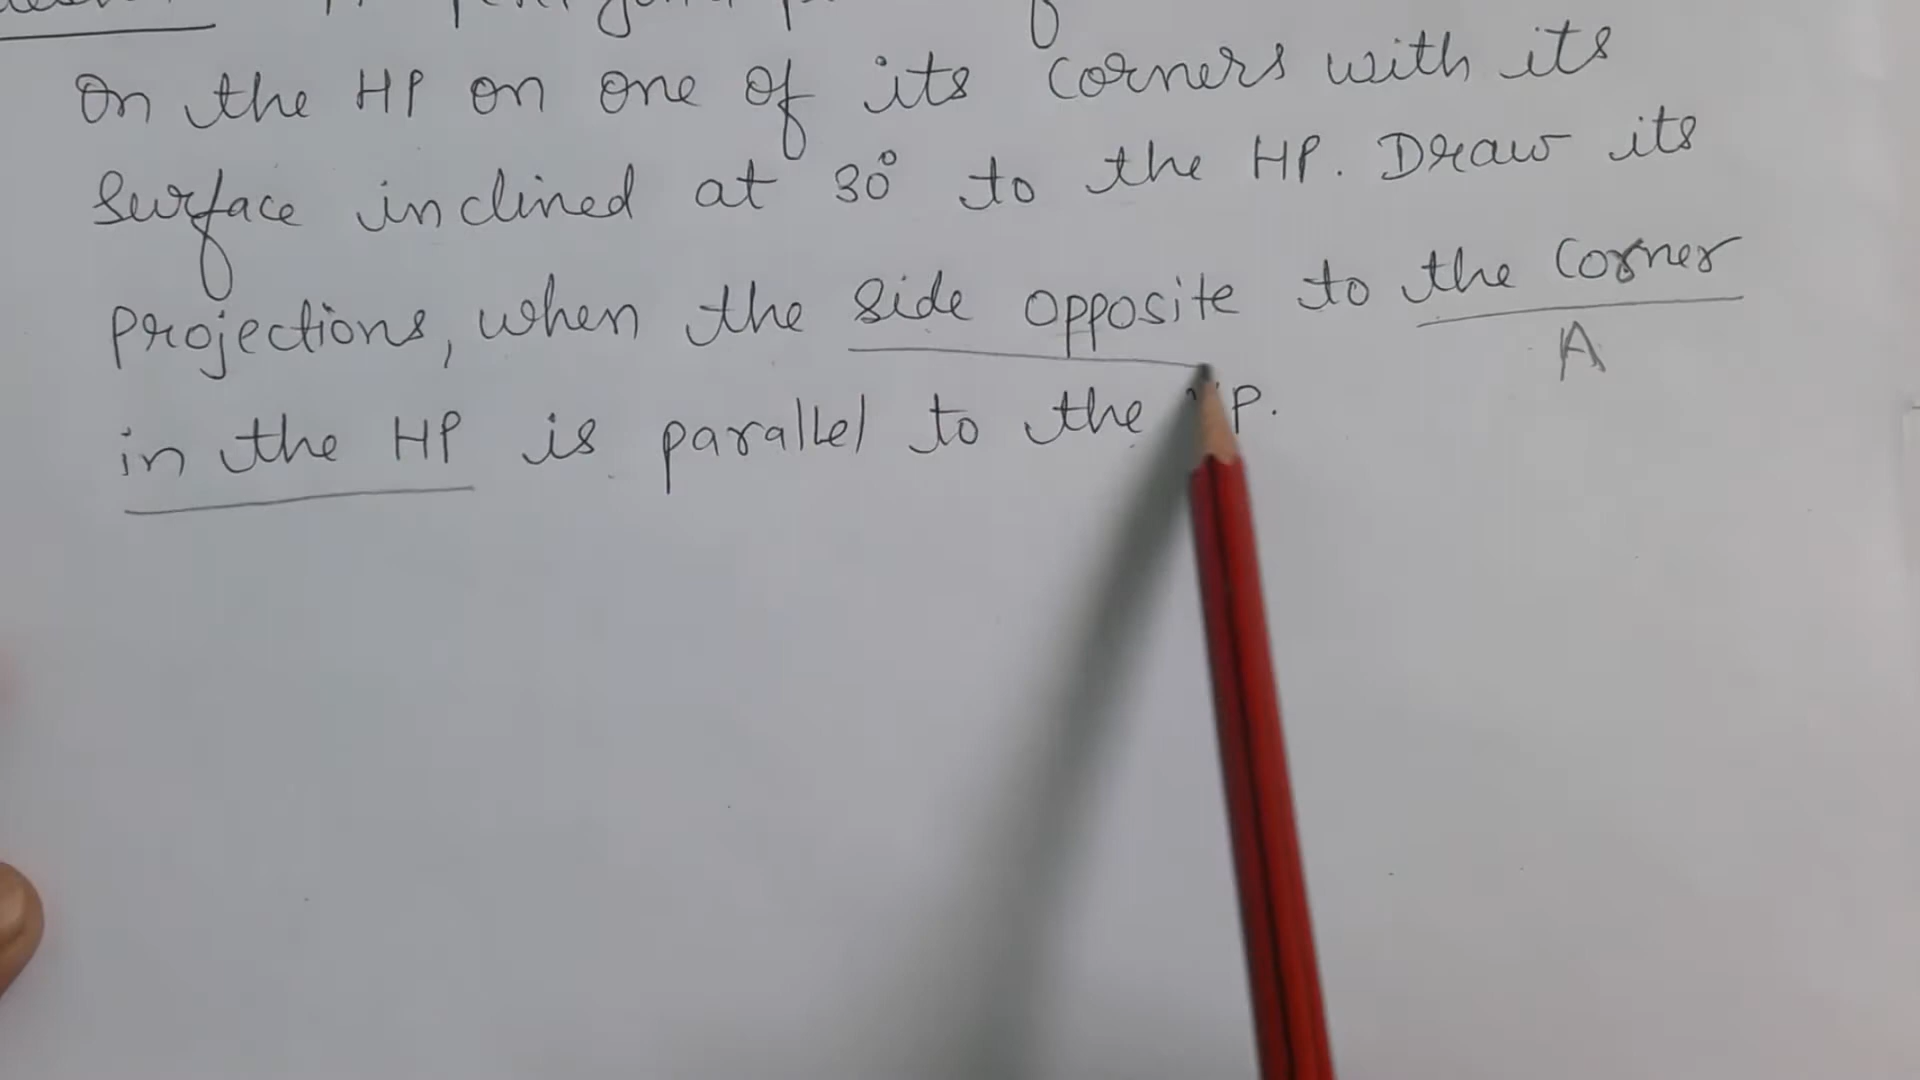 On the HP on one of its corners with its
Surface inclined at 30° to the HP. Draw its
projections, when the side opposite to the corner
A
in the HP is parallel to the